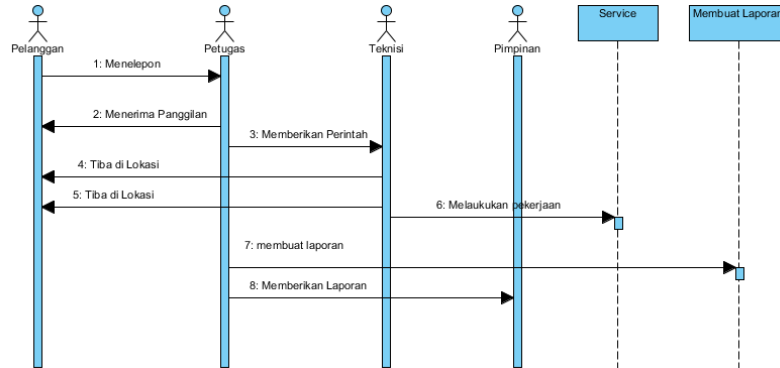 Service
Membuat Laporan
Pelanggan
Petugas
Teknisi
Pimpinan
1: Menelepon
2: Menerima Panggilan
3: Memberikan Perintah
4: Tiba di Lokasi
5: Tiba di Lokasi
6: Melaukukan pekerjaan
7: membuat laporan
8: Memberikan Laporan